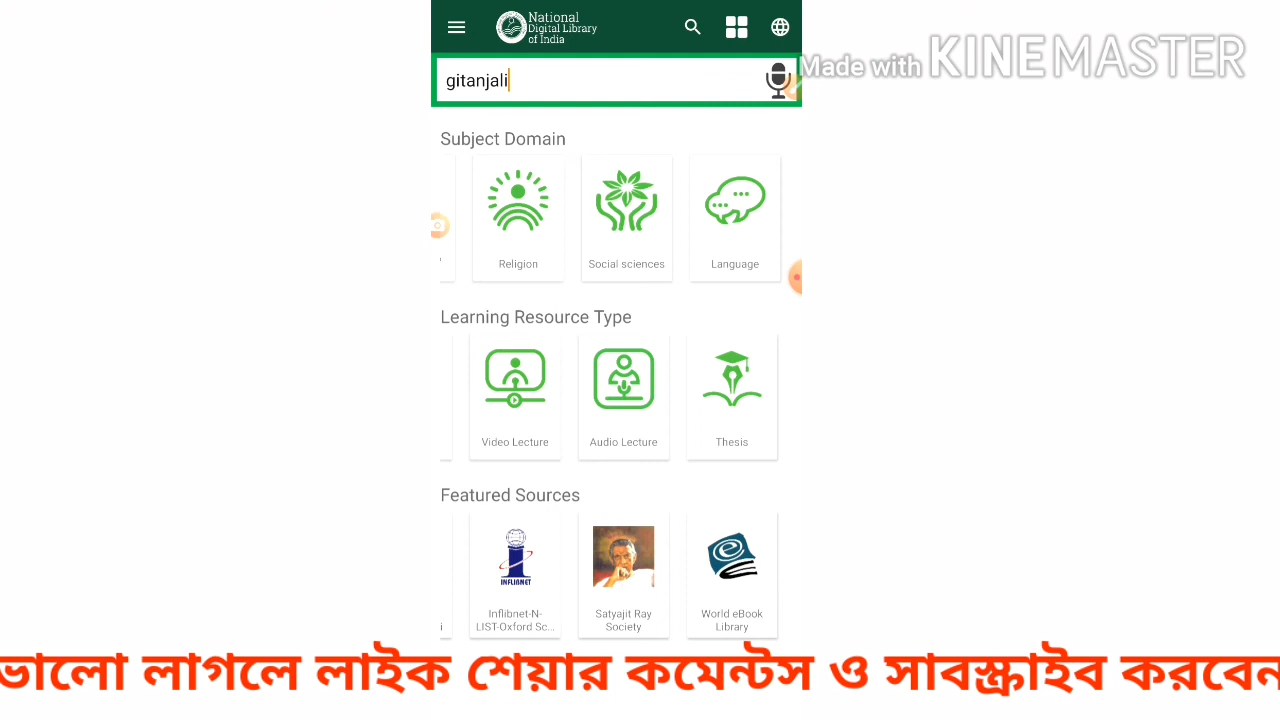 National
Digital Library
of India
Made with KINEMASTER
gitanjali
Subject Domain
Religion
Social sciences
Language
Learning Resource Type
Video Lecture
Audio Lecture
Thesis
Featured Sources
INFLIBNET
Inflibnet-N-
LIST-Oxford Sc...
Satyajit Ray
Society
World eBook
Library
i
ভালো লাগলে লাইক শেয়ার কমেন্টস ও সাবস্ক্রাইব করবেন